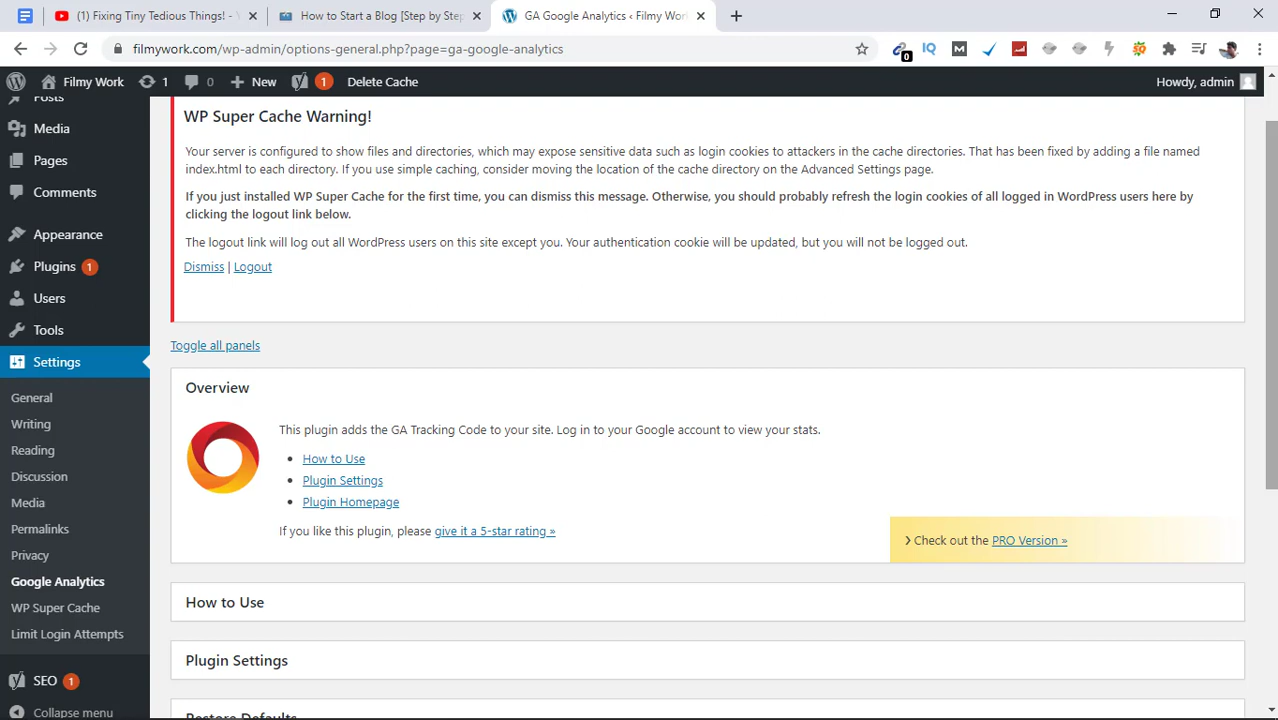 (1) Fixing Tiny Tedious Things! -
How to Start a Blog [Step by Step
GA Google Analytics ‹ Filmy Work
filmywork.com/wp-admin/options-general.php?page=ga-google-analytics
0
Filmy Work
1
0
New
1
Delete Cache
Howdy, admin
Posts
Media
Pages
Comments
Appearance
Plugins 1
Users
Tools
Settings
General
Writing
Reading
Discussion
Media
Permalinks
Privacy
Google Analytics
WP Super Cache
Limit Login Attempts
SEO 1
Collapse menu
WP Super Cache Warning!
Your server is configured to show files and directories, which may expose sensitive data such as login cookies to attackers in the cache directories. That has been fixed by adding a file named
index.html to each directory. If you use simple caching, consider moving the location of the cache directory on the Advanced Settings page.
If you just installed WP Super Cache for the first time, you can dismiss this message. Otherwise, you should probably refresh the login cookies of all logged in WordPress users here by
clicking the logout link below.
The logout link will log out all WordPress users on this site except you. Your authentication cookie will be updated, but you will not be logged out.
Dismiss | Logout
Toggle all panels
Overview
This plugin adds the GA Tracking Code to your site. Log in to your Google account to view your stats.
How to Use
Plugin Settings
Plugin Homepage
If you like this plugin, please give it a 5-star rating »
Check out the PRO Version »
How to Use
Plugin Settings
Restore Defaults